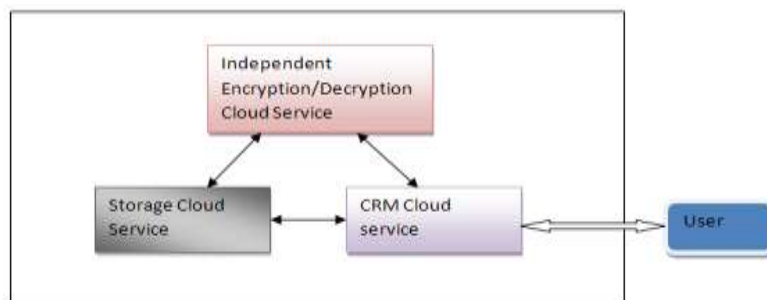 Independent
Encryption/Decryption
Cloud Service
Storage Cloud
Service
CRM Cloud
service
User